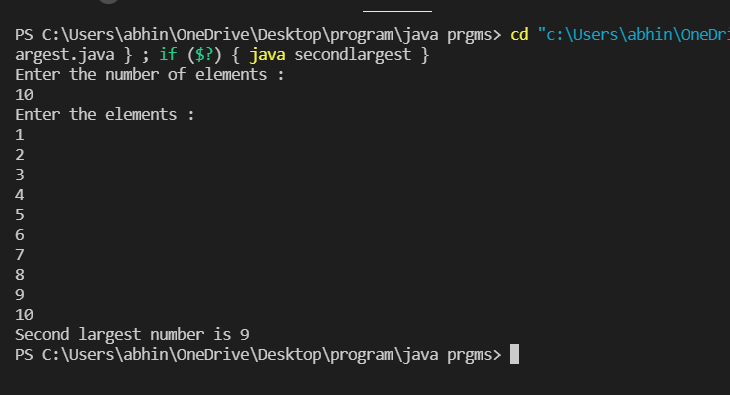 PS C:\Users\abhin\OneDrive\Desktop\program\java prgms> cd "c:\Users\abhin\OneDri
argest.java } ; if ($?) { java secondlargest }
Enter the number of elements :
10
Enter the elements :
1
2
3
4
5
6
7
8
9
10
Second largest number is 9
PS C:\Users\abhin\OneDrive\Desktop\program\java prgms>